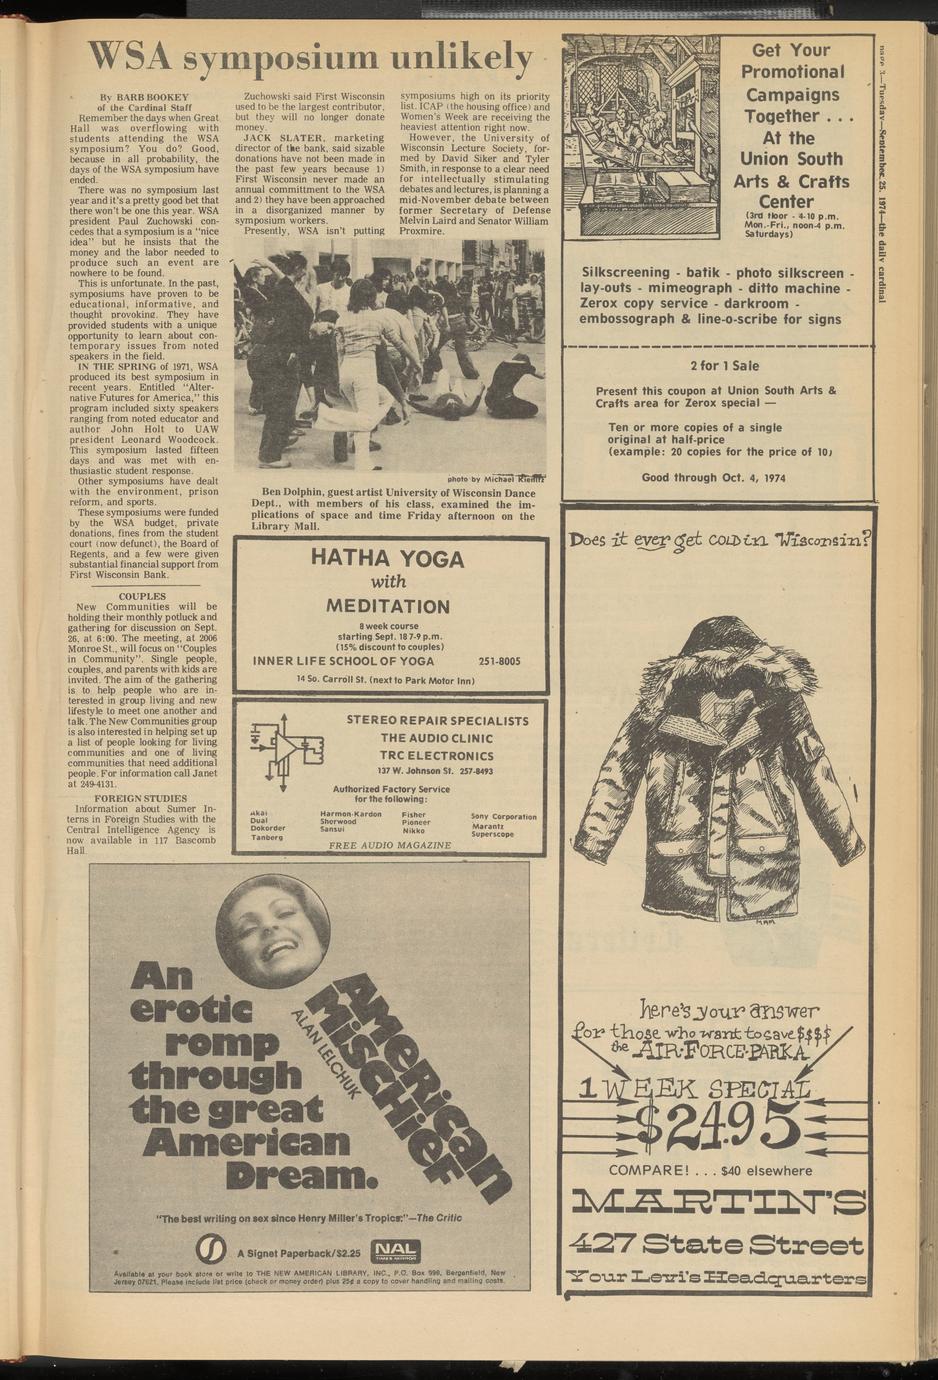 WSA symposium unlikely
By BARB BOOKEY
of the Cardinal Staff
Remember the days when Great
Hall was overflowing with
students attending the WSA
symposium? You do? Good,
because in all probability, the
days of the WSA symposium have
ended.
There was no symposium last
year and it's a pretty good bet that
there won't be one this year. WSA
president Paul Zuchowski con-
cedes that a symposium is a "nice
idea" but he insists that the
money and the labor needed to
produce such an event are
nowhere to be found.
This is unfortunate. In the past,
symposiums have proven to be
educational, informative, and
thought provoking. They have
provided students with a unique
opportunity to learn about con-
temporary issues from noted
speakers in the field.
IN THE SPRING of 1971, WSA
produced its best symposium in
recent years. Entitled "Alter-
native Futures for America," this
program included sixty speakers
ranging from noted educator and
author John Holt to UAW
president Leonard Woodcock.
This symposium lasted fifteen
days and was met with en-
thusiastic student response.
Other symposiums have dealt
with the environment, prison
reform, and sports.
These symposiums were funded
by the WSA budget, private
donations, fines from the student
court (now defunct), the Board of
Regents, and a few were given
substantial financial support from
First Wisconsin Bank.
Zuchowski said First Wisconsin
used to be the largest contributor,
but they will no longer donate
money.
JACK SLATER, marketing
director of the bank, said sizable
donations have not been made in
the past few years because 1)
First Wisconsin never made an
annual committment to the WSA
and 2) they have been approached
in a disorganized manner by
symposium workers.
Presently, WSA isn't putting
symposiums high on its priority
list. ICAP (the housing office) and
Women's Week are receiving the
heaviest attention right now.
However, the University of
Wisconsin Lecture Society, for-
med by David Siker and Tyler
Smith, in response to a clear need
for intellectually stimulating
debates and lectures, is planning a
mid-November debate between
former Secretary of Defense
Melvin Laird and Senator William
Proxmire.
photo by Michael Kienitz
Ben Dolphin, guest artist University of Wisconsin Dance
Dept., with members of his class, examined the im-
plications of space and time Friday afternoon on the
Library Mall.
COUPLES
New Communities will be
holding their monthly potluck and
gathering for discussion on Sept.
26, at 6:00. The meeting, at 2006
Monroe St., will focus on "Couples
in Community". Single people,
couples, and parents with kids are
invited. The aim of the gathering
is to help people who are in-
terested in group living and new
lifestyle to meet one another and
talk. The New Communities group
is also interested in helping set up
a list of people looking for living
communities and one of living
communities that need additional
people. For information call Janet
at 249-4131.
FOREIGN STUDIES
Information about Sumer In-
terns in Foreign Studies with the
Central Intelligence Agency is
now available in 117 Bascomb
Hall.
HATHA YOGA
with
MEDITATION
8 week course
starting Sept. 18 7-9 p.m.
(15% discount to couples)
INNER LIFE SCHOOL OF YOGA 251-8005
14 So. Carroll St. (next to Park Motor Inn)
STEREO REPAIR SPECIALISTS
THE AUDIO CLINIC
TRC ELECTRONICS
137 W. Johnson St. 257-8493
Authorized Factory Service
for the following:
Akai
Dual
Dokorder
Tanberg
Harmon-Kardon
Sherwood
Sansui
Fisher
Pioneer
Nikko
Sony Corporation
Marantz
Superscope
FREE AUDIO MAGAZINE
An
erotic
romp
through
the great
American
Dream.
AMERICAN
MISCHIEF
ALAN LELCHUK
"The best writing on sex since Henry Miller's Tropics."—The Critic
A Signet Paperback/$2.25
NAL
TIMES MIRROR
Available at your book store or write to THE NEW AMERICAN LIBRARY, INC., P.O. Box 999, Bergenfield, New
Jersey 07621. Please include list price (check or money order) plus 25¢ a copy to cover handling and mailing costs.
Get Your
Promotional
Campaigns
Together . . .
At the
Union South
Arts & Crafts
Center
(3rd floor - 4-10 p.m.
Mon.-Fri., noon-4 p.m.
Saturdays)
Silkscreening - batik - photo silkscreen -
lay-outs - mimeograph - ditto machine -
Zerox copy service - darkroom -
embossograph & line-o-scribe for signs
2 for 1 Sale
Present this coupon at Union South Arts &
Crafts area for Zerox special —
Ten or more copies of a single
original at half-price
(example: 20 copies for the price of 10)
Good through Oct. 4, 1974
page 3—Tuesday—September 25, 1974—the daily cardinal
Does it ever get COLD in Wisconsin?
MAM
here's your answer
for those who want to save $$$$
the AIR·FORCE·PARKA
1 WEEK SPECIAL
$24.95
COMPARE! . . . $40 elsewhere
MARTIN'S
427 State Street
Your Levi's Headquarters